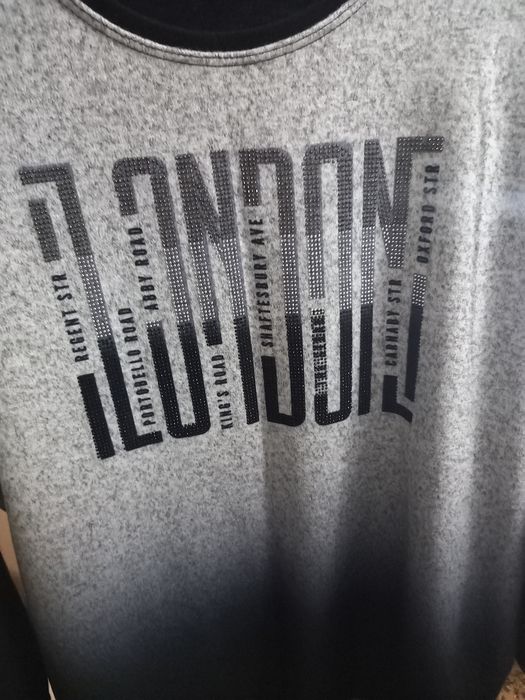 LONDON
REGENT STR
PORTOBELLO ROAD
ABBY ROAD
KING'S ROAD
SHAFTESBURY AVE
CARNABY STR
OXFORD STR